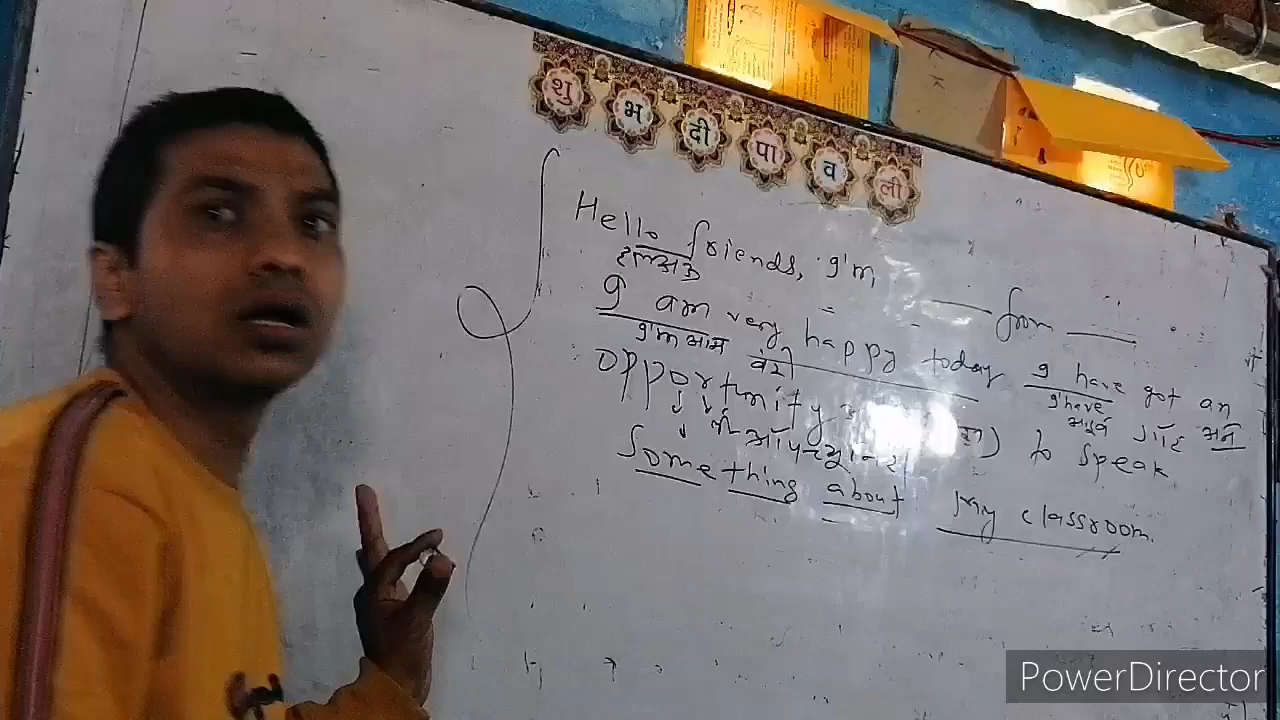 शुभ दीपावली
Hello friends, I'm, —— from ——.
I am very happy today I have got an
I'm आम वेरी I'have
opportunity to speak
something about my classroom.
PowerDirector